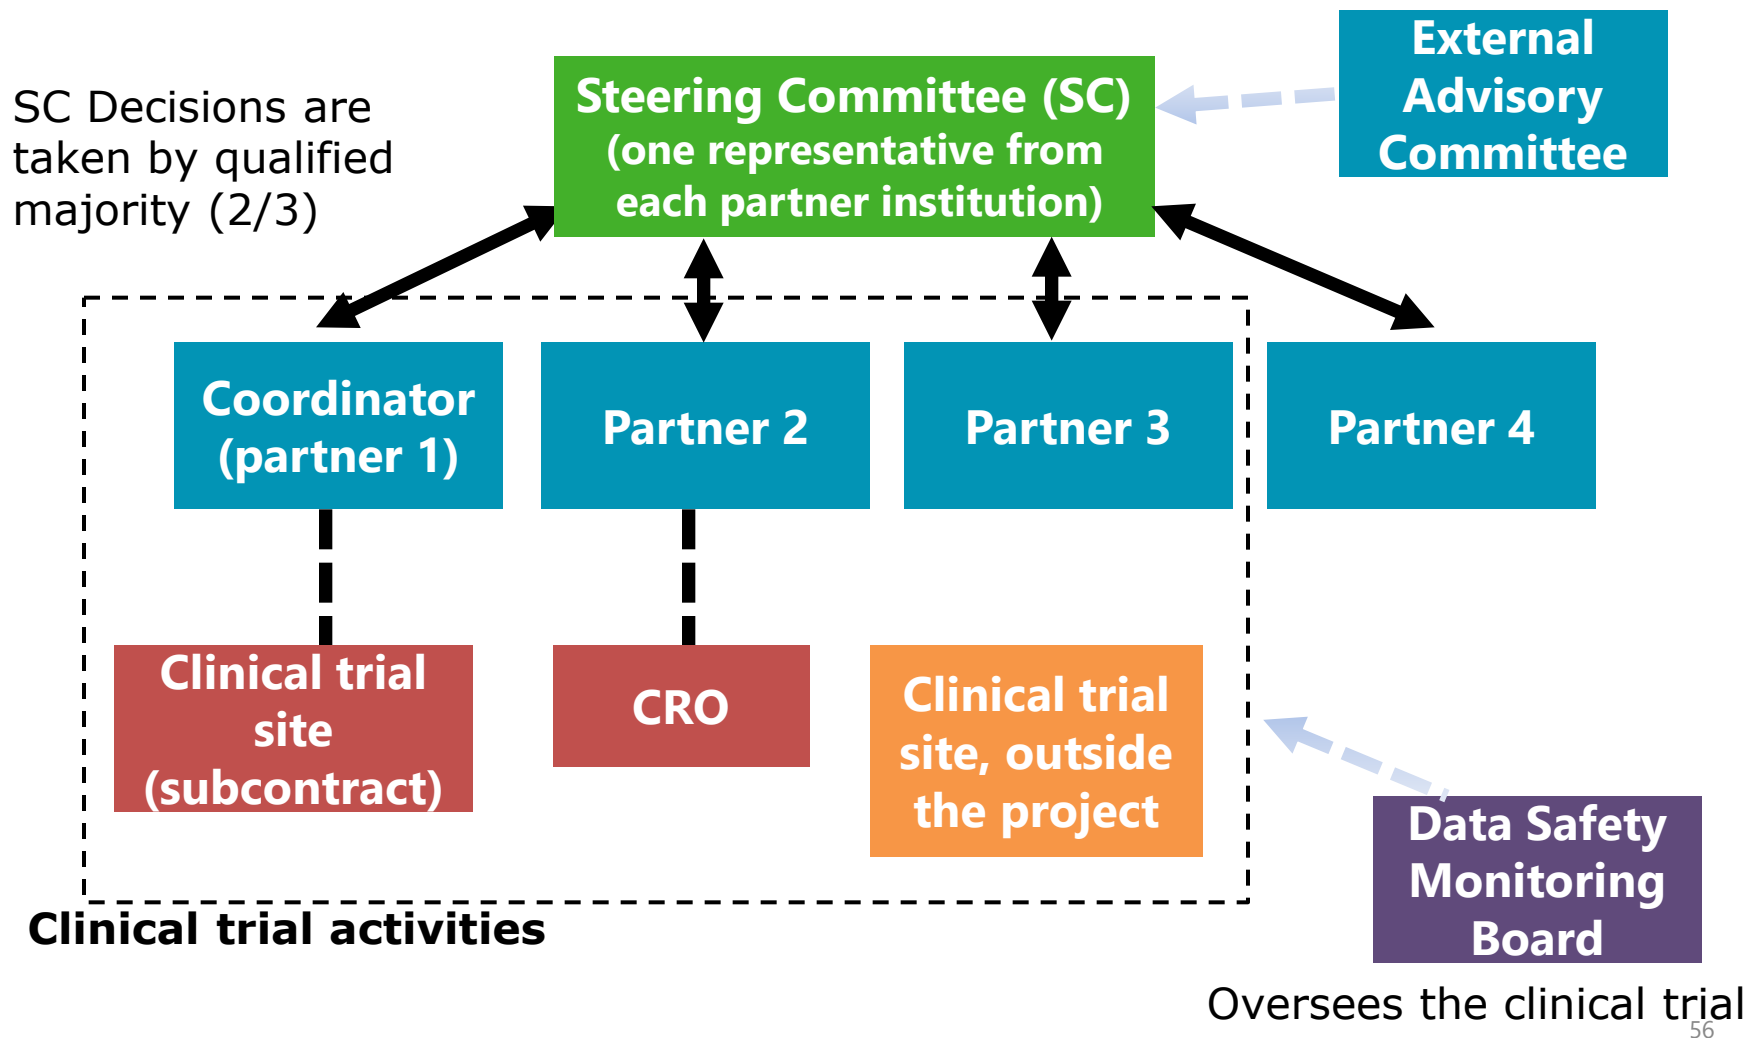 External
Advisory
Committee
Steering Committee (SC)
(one representative from
each partner institution)
SC Decisions are
taken by qualified
majority (2/3)
Coordinator
(partner 1)
Partner 2
Partner 3
Partner 4
Clinical trial
site
(subcontract)
CRO
Clinical trial
site, outside
the project
Data Safety
Monitoring
Board
Clinical trial activities
Oversees the clinical trial
56